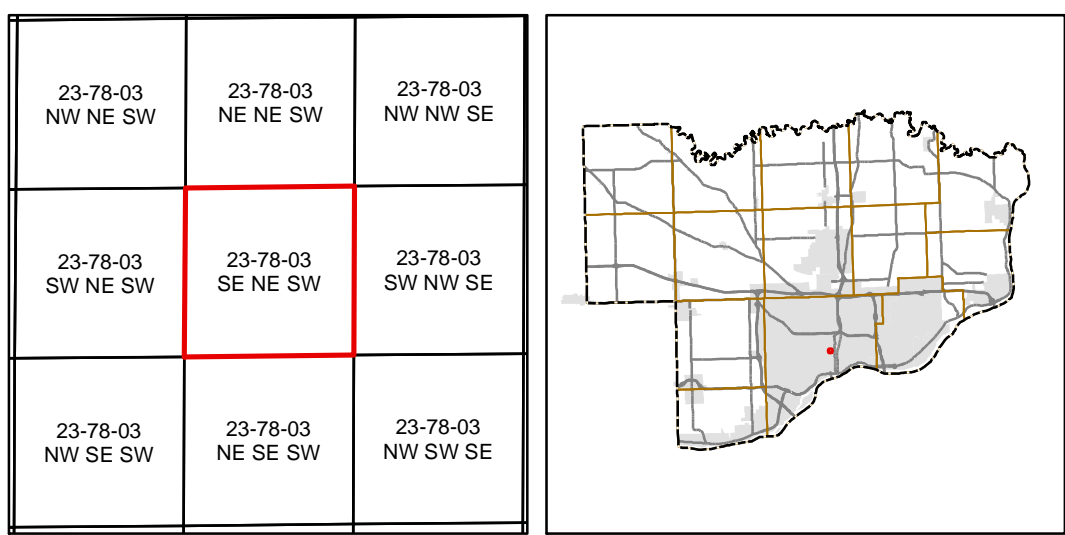 23-78-03
NW NE SW
23-78-03
NE NE SW
23-78-03
NW NW SE
23-78-03
SW NE SW
23-78-03
SE NE SW
23-78-03
SW NW SE
23-78-03
NW SE SW
23-78-03
NE SE SW
23-78-03
NW SW SE